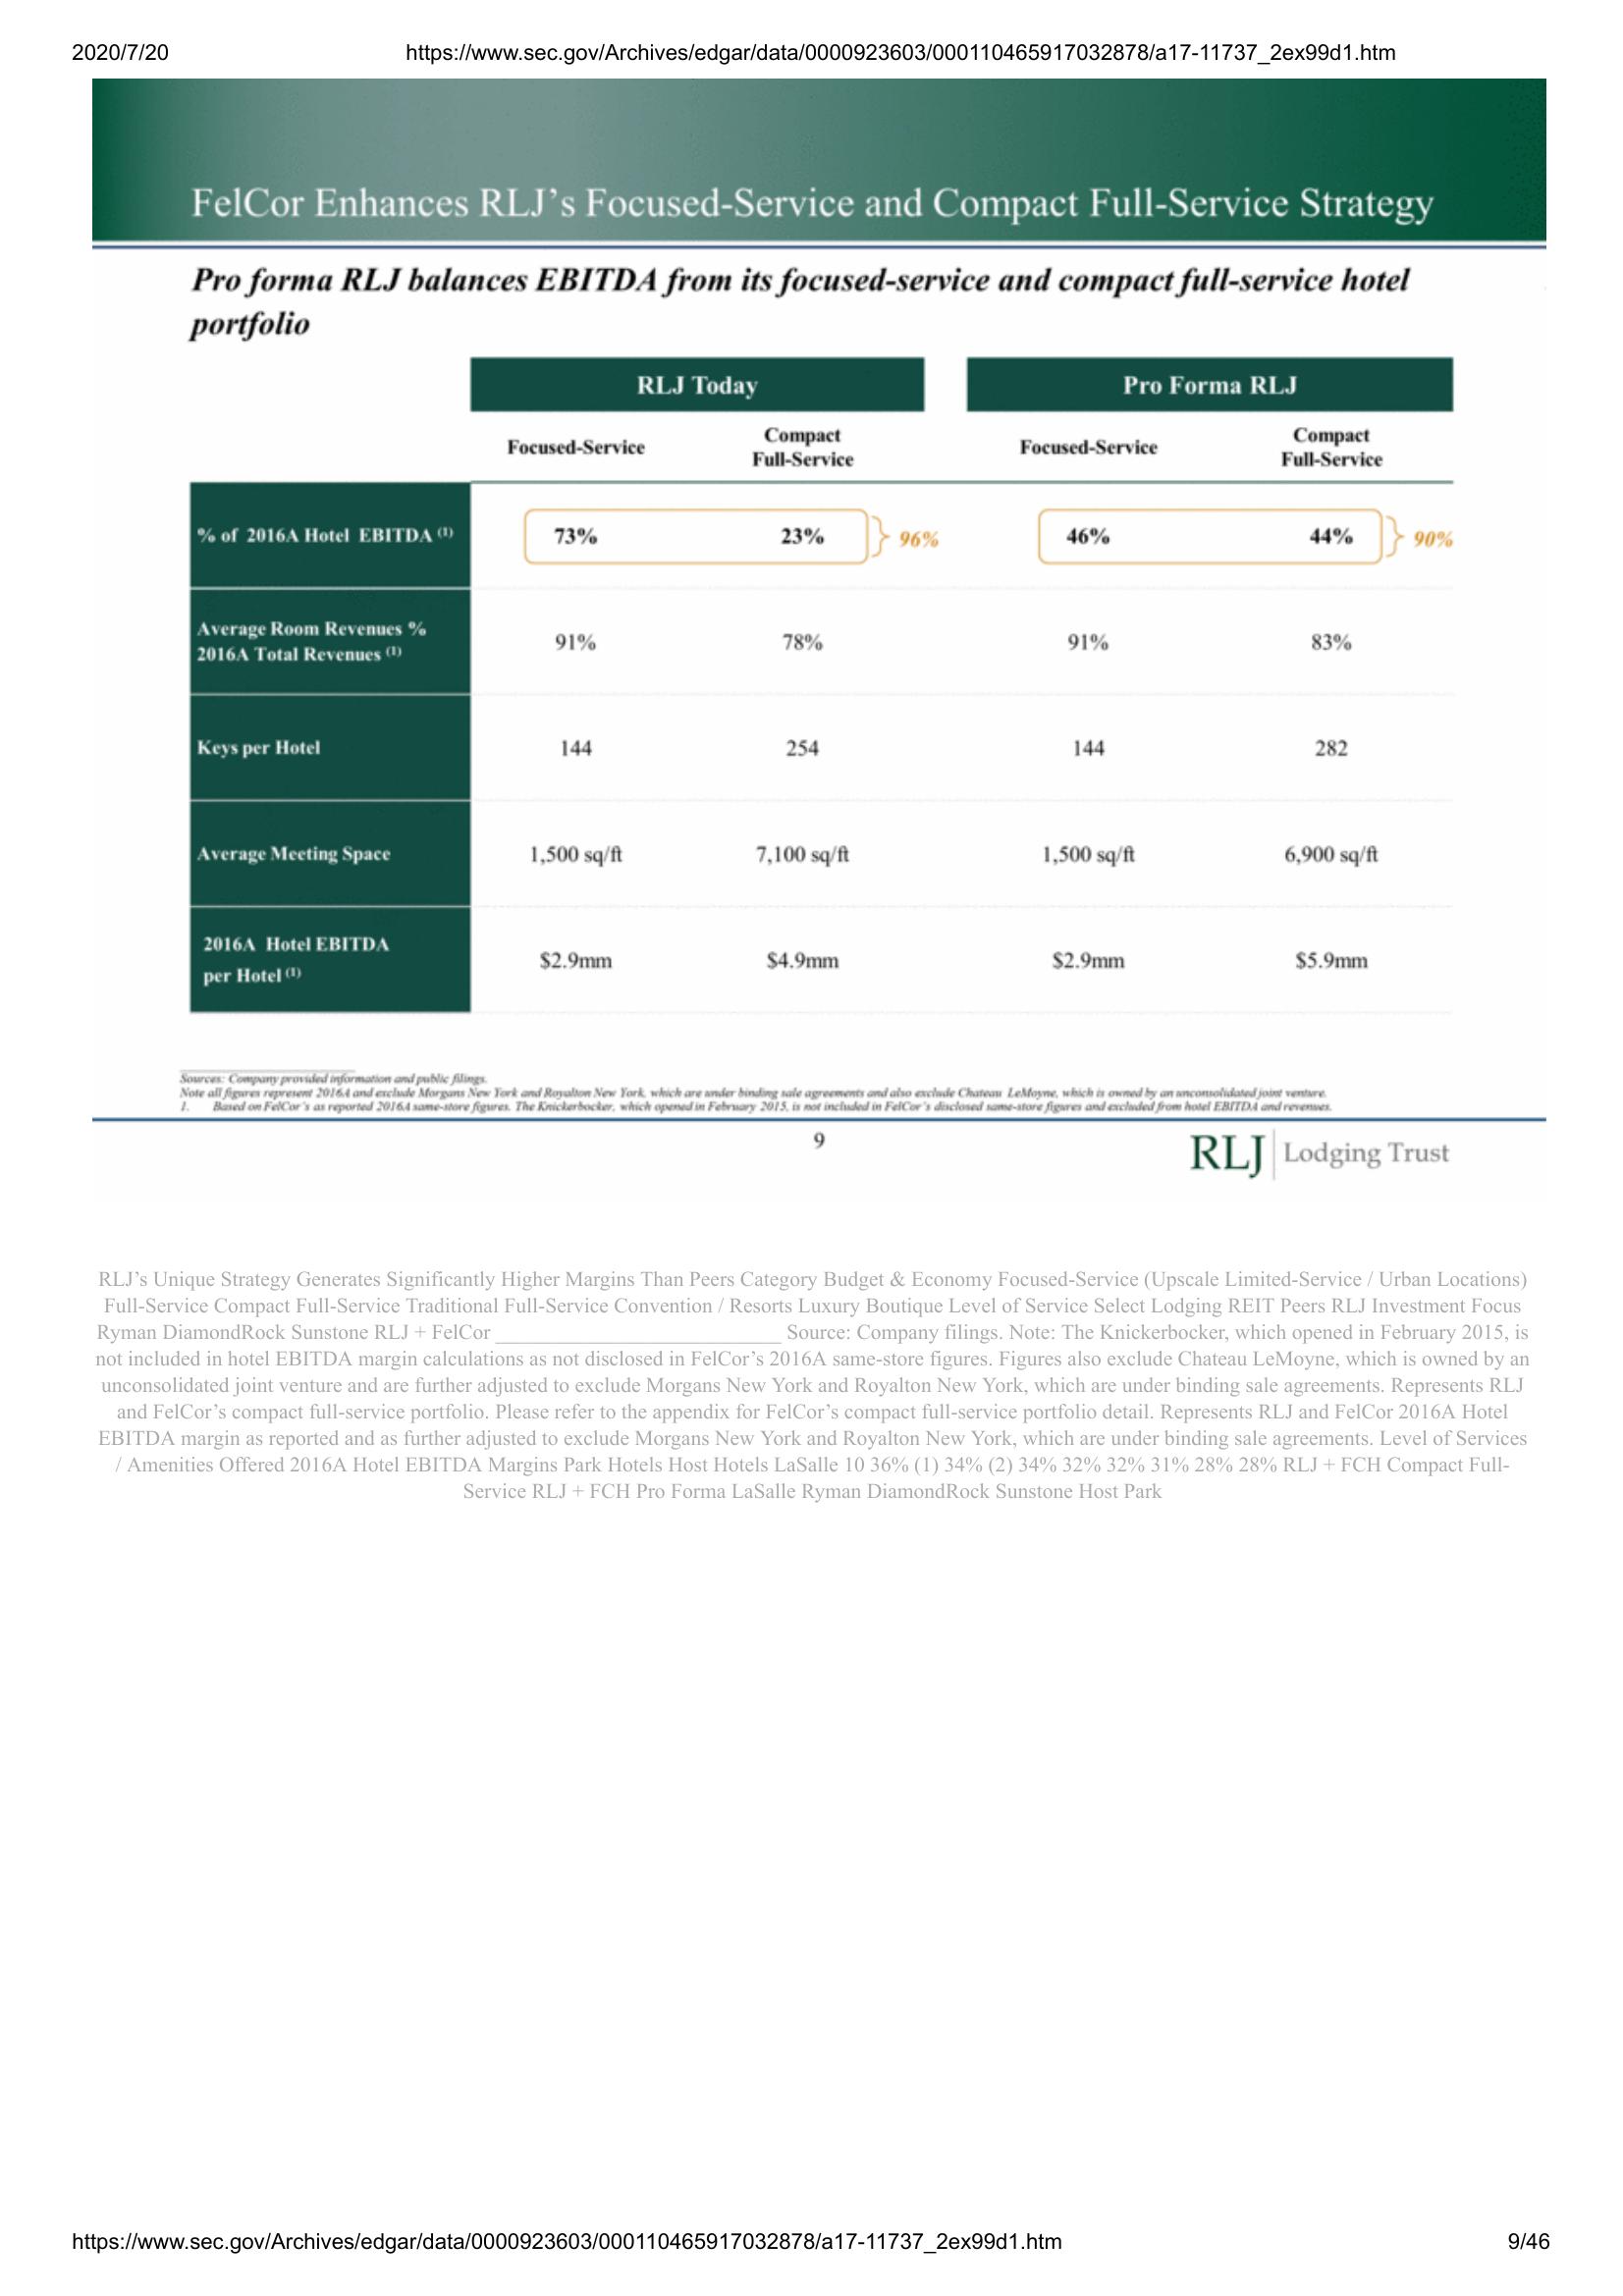 2020/7/20 https://www.sec.gov/Archives/edgar/data/0000923603/000110465917032878/a17-11737_2ex99d1.htm
FelCor Enhances RLJ's Focused-Service and Compact Full-Service Strategy
Pro forma RLJ balances EBITDA from its focused-service and compact full-service hotel
portfolio
RLJ Today Pro Forma RLJ
Focused-Service Compact Full-Service Focused-Service Compact Full-Service
% of 2016A Hotel EBITDA (1) 73% 23% 96% 46% 44% 90%
Average Room Revenues %
2016A Total Revenues (1) 91% 78% 91% 83%
Keys per Hotel 144 254 144 282
Average Meeting Space 1,500 sq/ft 7,100 sq/ft 1,500 sq/ft 6,900 sq/ft
2016A Hotel EBITDA
per Hotel (1) $2.9mm $4.9mm $2.9mm $5.9mm
Sources: Company provided information and public filings.
Note all figures represent 2016A and exclude Morgans New York and Royalton New York, which are under binding sale agreements and also exclude Chateau LeMoyne, which is owned by an unconsolidated joint venture.
1. Based on FelCor's as reported 2016A same-store figures. The Knickerbocker, which opened in February 2015, is not included in FelCor's disclosed same-store figures and excluded from hotel EBITDA and revenues.
9
RLJ Lodging Trust
RLJ's Unique Strategy Generates Significantly Higher Margins Than Peers Category Budget & Economy Focused-Service (Upscale Limited-Service / Urban Locations)
Full-Service Compact Full-Service Traditional Full-Service Convention / Resorts Luxury Boutique Level of Service Select Lodging REIT Peers RLJ Investment Focus
Ryman DiamondRock Sunstone RLJ + FelCor ___________________________ Source: Company filings. Note: The Knickerbocker, which opened in February 2015, is
not included in hotel EBITDA margin calculations as not disclosed in FelCor's 2016A same-store figures. Figures also exclude Chateau LeMoyne, which is owned by an
unconsolidated joint venture and are further adjusted to exclude Morgans New York and Royalton New York, which are under binding sale agreements. Represents RLJ
and FelCor's compact full-service portfolio. Please refer to the appendix for FelCor's compact full-service portfolio detail. Represents RLJ and FelCor 2016A Hotel
EBITDA margin as reported and as further adjusted to exclude Morgans New York and Royalton New York, which are under binding sale agreements. Level of Services
/ Amenities Offered 2016A Hotel EBITDA Margins Park Hotels Host Hotels LaSalle 10 36% (1) 34% (2) 34% 32% 32% 31% 28% 28% RLJ + FCH Compact Full-
Service RLJ + FCH Pro Forma LaSalle Ryman DiamondRock Sunstone Host Park
https://www.sec.gov/Archives/edgar/data/0000923603/000110465917032878/a17-11737_2ex99d1.htm 9/46